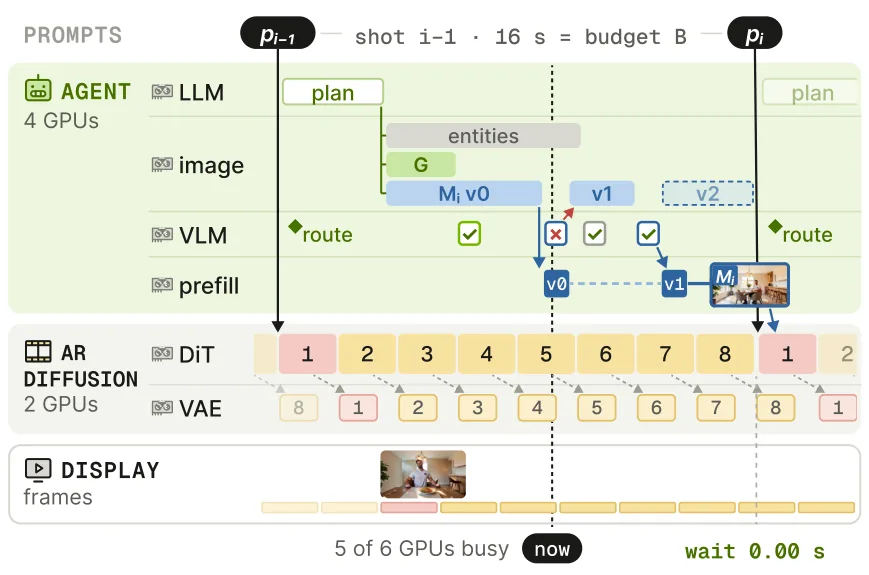 PROMPTS
pi−1
shot i−1 · 16 s = budget B
pi
AGENT
4 GPUs
LLM
plan
plan
image
entities
G
Mi v0
v1
v2
VLM
route
route
prefill
v0
v1
Mi
AR DIFFUSION
2 GPUs
DiT
1 2 3 4 5 6 7 8 1 2
VAE
8 1 2 3 4 5 6 7 8 1
DISPLAY
frames
5 of 6 GPUs busy
now
wait 0.00 s